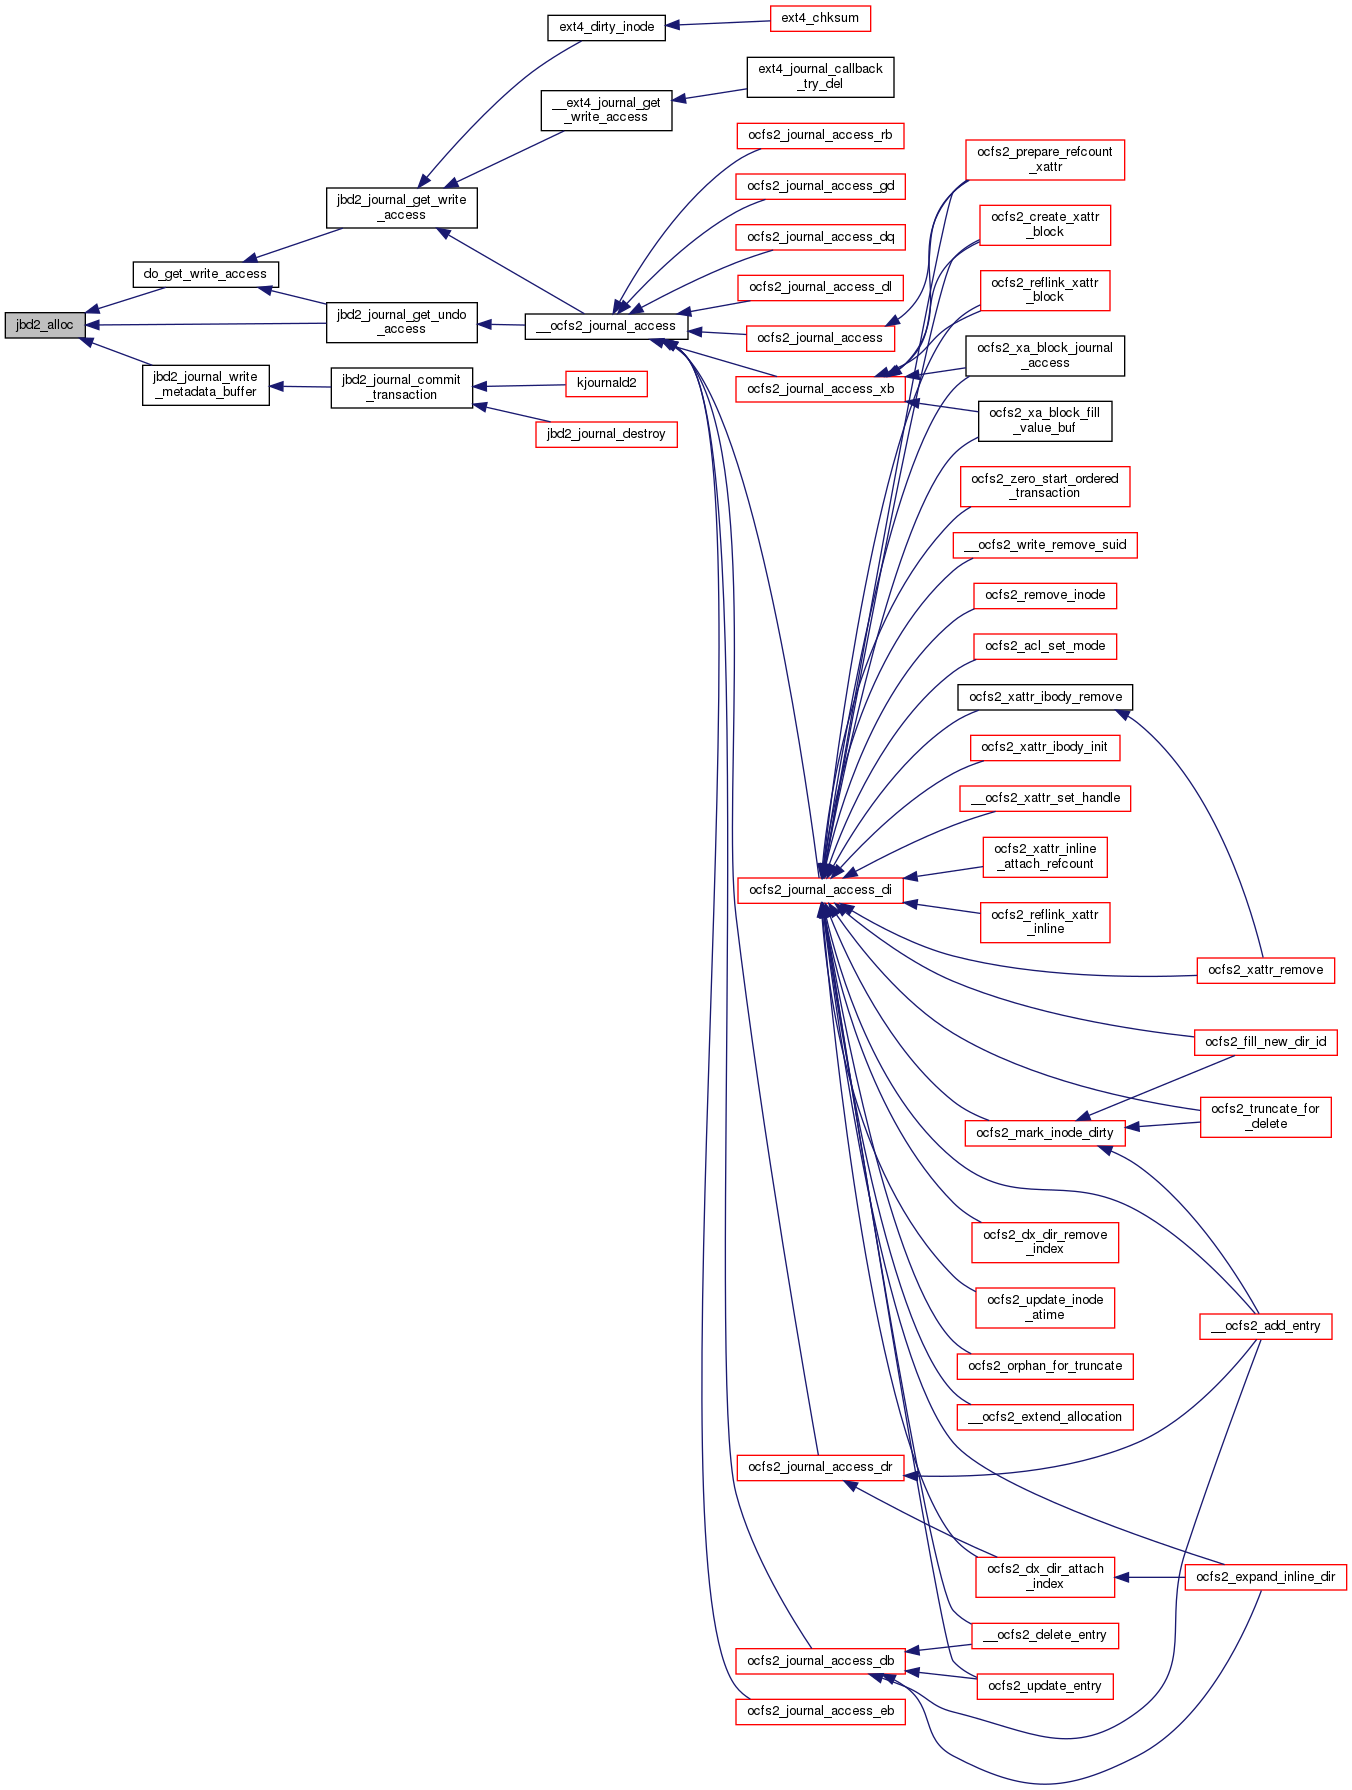 ext4_dirty_inode
ext4_chksum
ext4_journal_callback
_try_del
__ext4_journal_get
_write_access
ocfs2_journal_access_rb
ocfs2_prepare_refcount
_xattr
ocfs2_journal_access_gd
jbd2_journal_get_write
_access
ocfs2_create_xattr
_block
ocfs2_journal_access_dq
do_get_write_access
ocfs2_journal_access_dl
ocfs2_reflink_xattr
_block
jbd2_alloc
jbd2_journal_get_undo
_access
__ocfs2_journal_access
ocfs2_journal_access
ocfs2_xa_block_journal
_access
jbd2_journal_write
_metadata_buffer
jbd2_journal_commit
_transaction
kjournald2
ocfs2_journal_access_xb
ocfs2_xa_block_fill
_value_buf
jbd2_journal_destroy
ocfs2_zero_start_ordered
_transaction
__ocfs2_write_remove_suid
ocfs2_remove_inode
ocfs2_acl_set_mode
ocfs2_xattr_ibody_remove
ocfs2_xattr_ibody_init
__ocfs2_xattr_set_handle
ocfs2_xattr_inline
_attach_refcount
ocfs2_journal_access_di
ocfs2_reflink_xattr
_inline
ocfs2_xattr_remove
ocfs2_fill_new_dir_id
ocfs2_truncate_for
_delete
ocfs2_mark_inode_dirty
ocfs2_dx_dir_remove
_index
ocfs2_update_inode
_atime
__ocfs2_add_entry
ocfs2_orphan_for_truncate
__ocfs2_extend_allocation
ocfs2_journal_access_dr
ocfs2_dx_dir_attach
_index
ocfs2_expand_inline_dir
__ocfs2_delete_entry
ocfs2_journal_access_db
ocfs2_update_entry
ocfs2_journal_access_eb